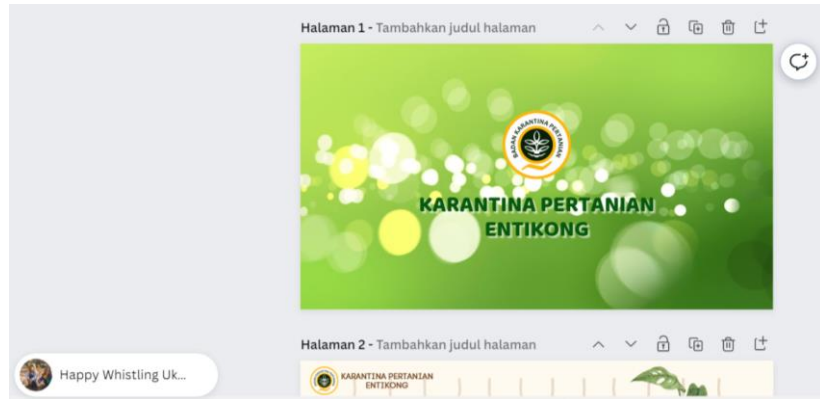 Halaman 1 - Tambahkan judul halaman
BADAN KARANTINA PERTANIAN
KARANTINA PERTANIAN
ENTIKONG
Halaman 2 - Tambahkan judul halaman
Happy Whistling Uk...
KARANTINA PERTANIAN
ENTIKONG